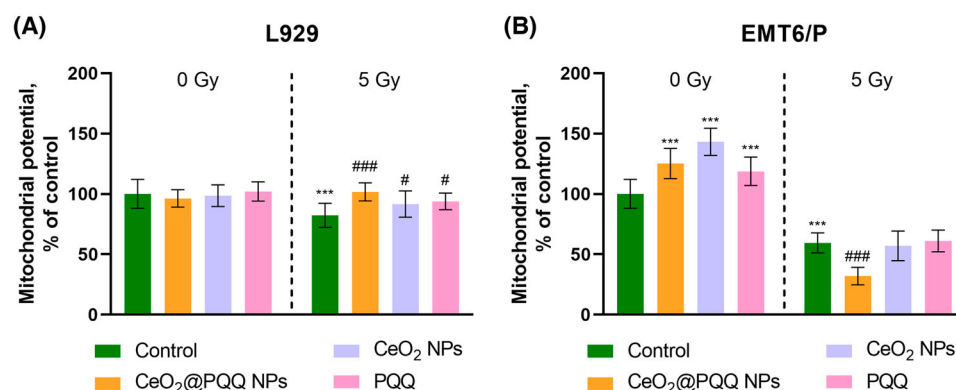 (A)
L929
Mitochondrial potential,
% of control
200
150
100
50
0
0 Gy
5 Gy
***
###
#
#
Control
CeO₂@PQQ NPs
CeO₂ NPs
PQQ
(B)
EMT6/P
Mitochondrial potential,
% of control
200
150
100
50
0
0 Gy
5 Gy
***
***
***
***
###
Control
CeO₂@PQQ NPs
CeO₂ NPs
PQQ